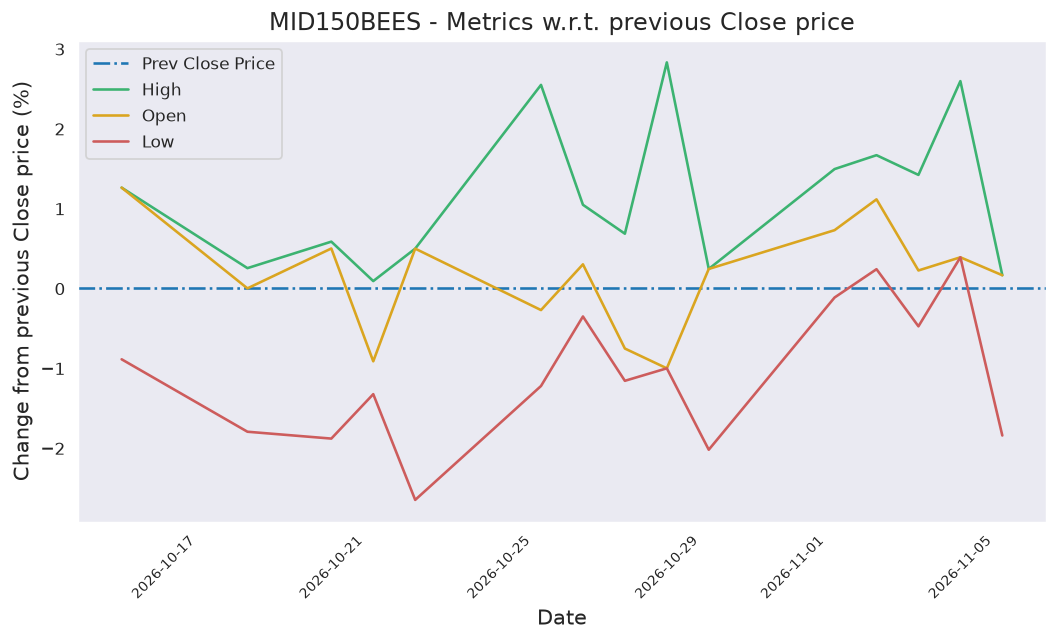 MID150BEES - Metrics w.r.t. previous Close price
Change from previous Close price (%)
3
2
1
0
−1
−2
Prev Close Price
High
Open
Low
2026-10-17
2026-10-21
2026-10-25
2026-10-29
2026-11-01
2026-11-05
Date